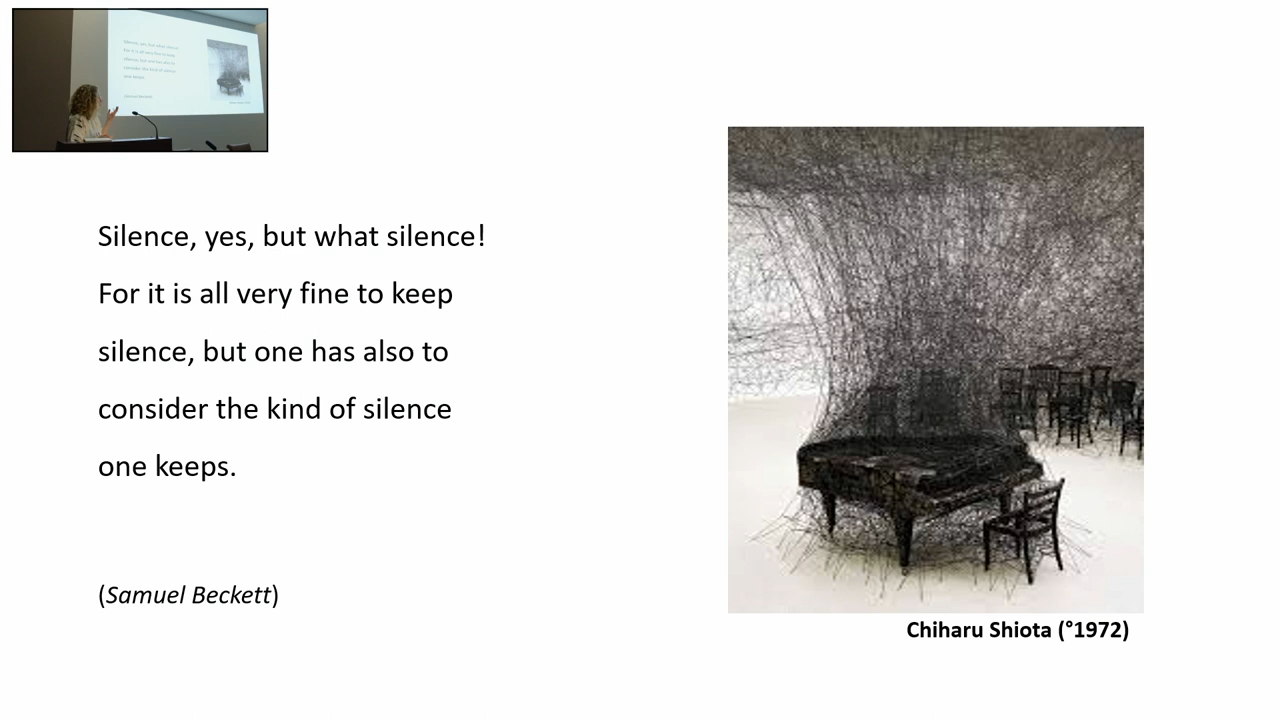 Silence, yes, but what silence!
For it is all very fine to keep
silence, but one has also to
consider the kind of silence
one keeps.
(Samuel Beckett)
Chiharu Shiota (°1972)